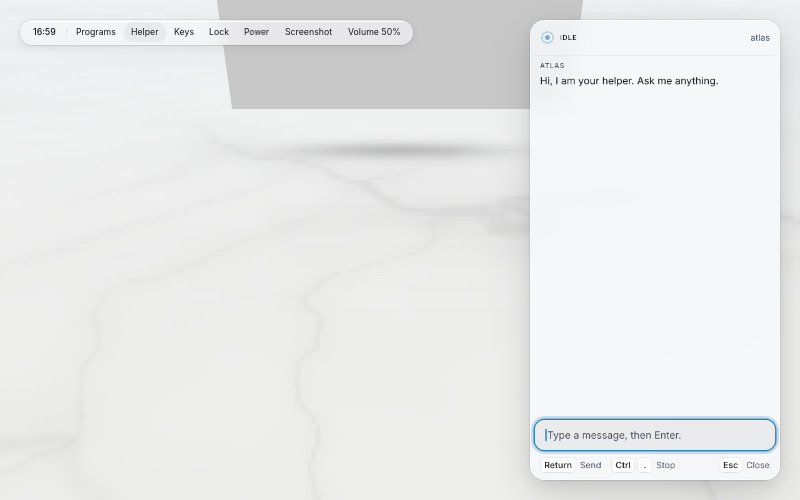 16:59 Programs Helper Keys Lock Power Screenshot Volume 50%
IDLE atlas
ATLAS
Hi, I am your helper. Ask me anything.
Type a message, then Enter.
Return Send Ctrl . Stop Esc Close